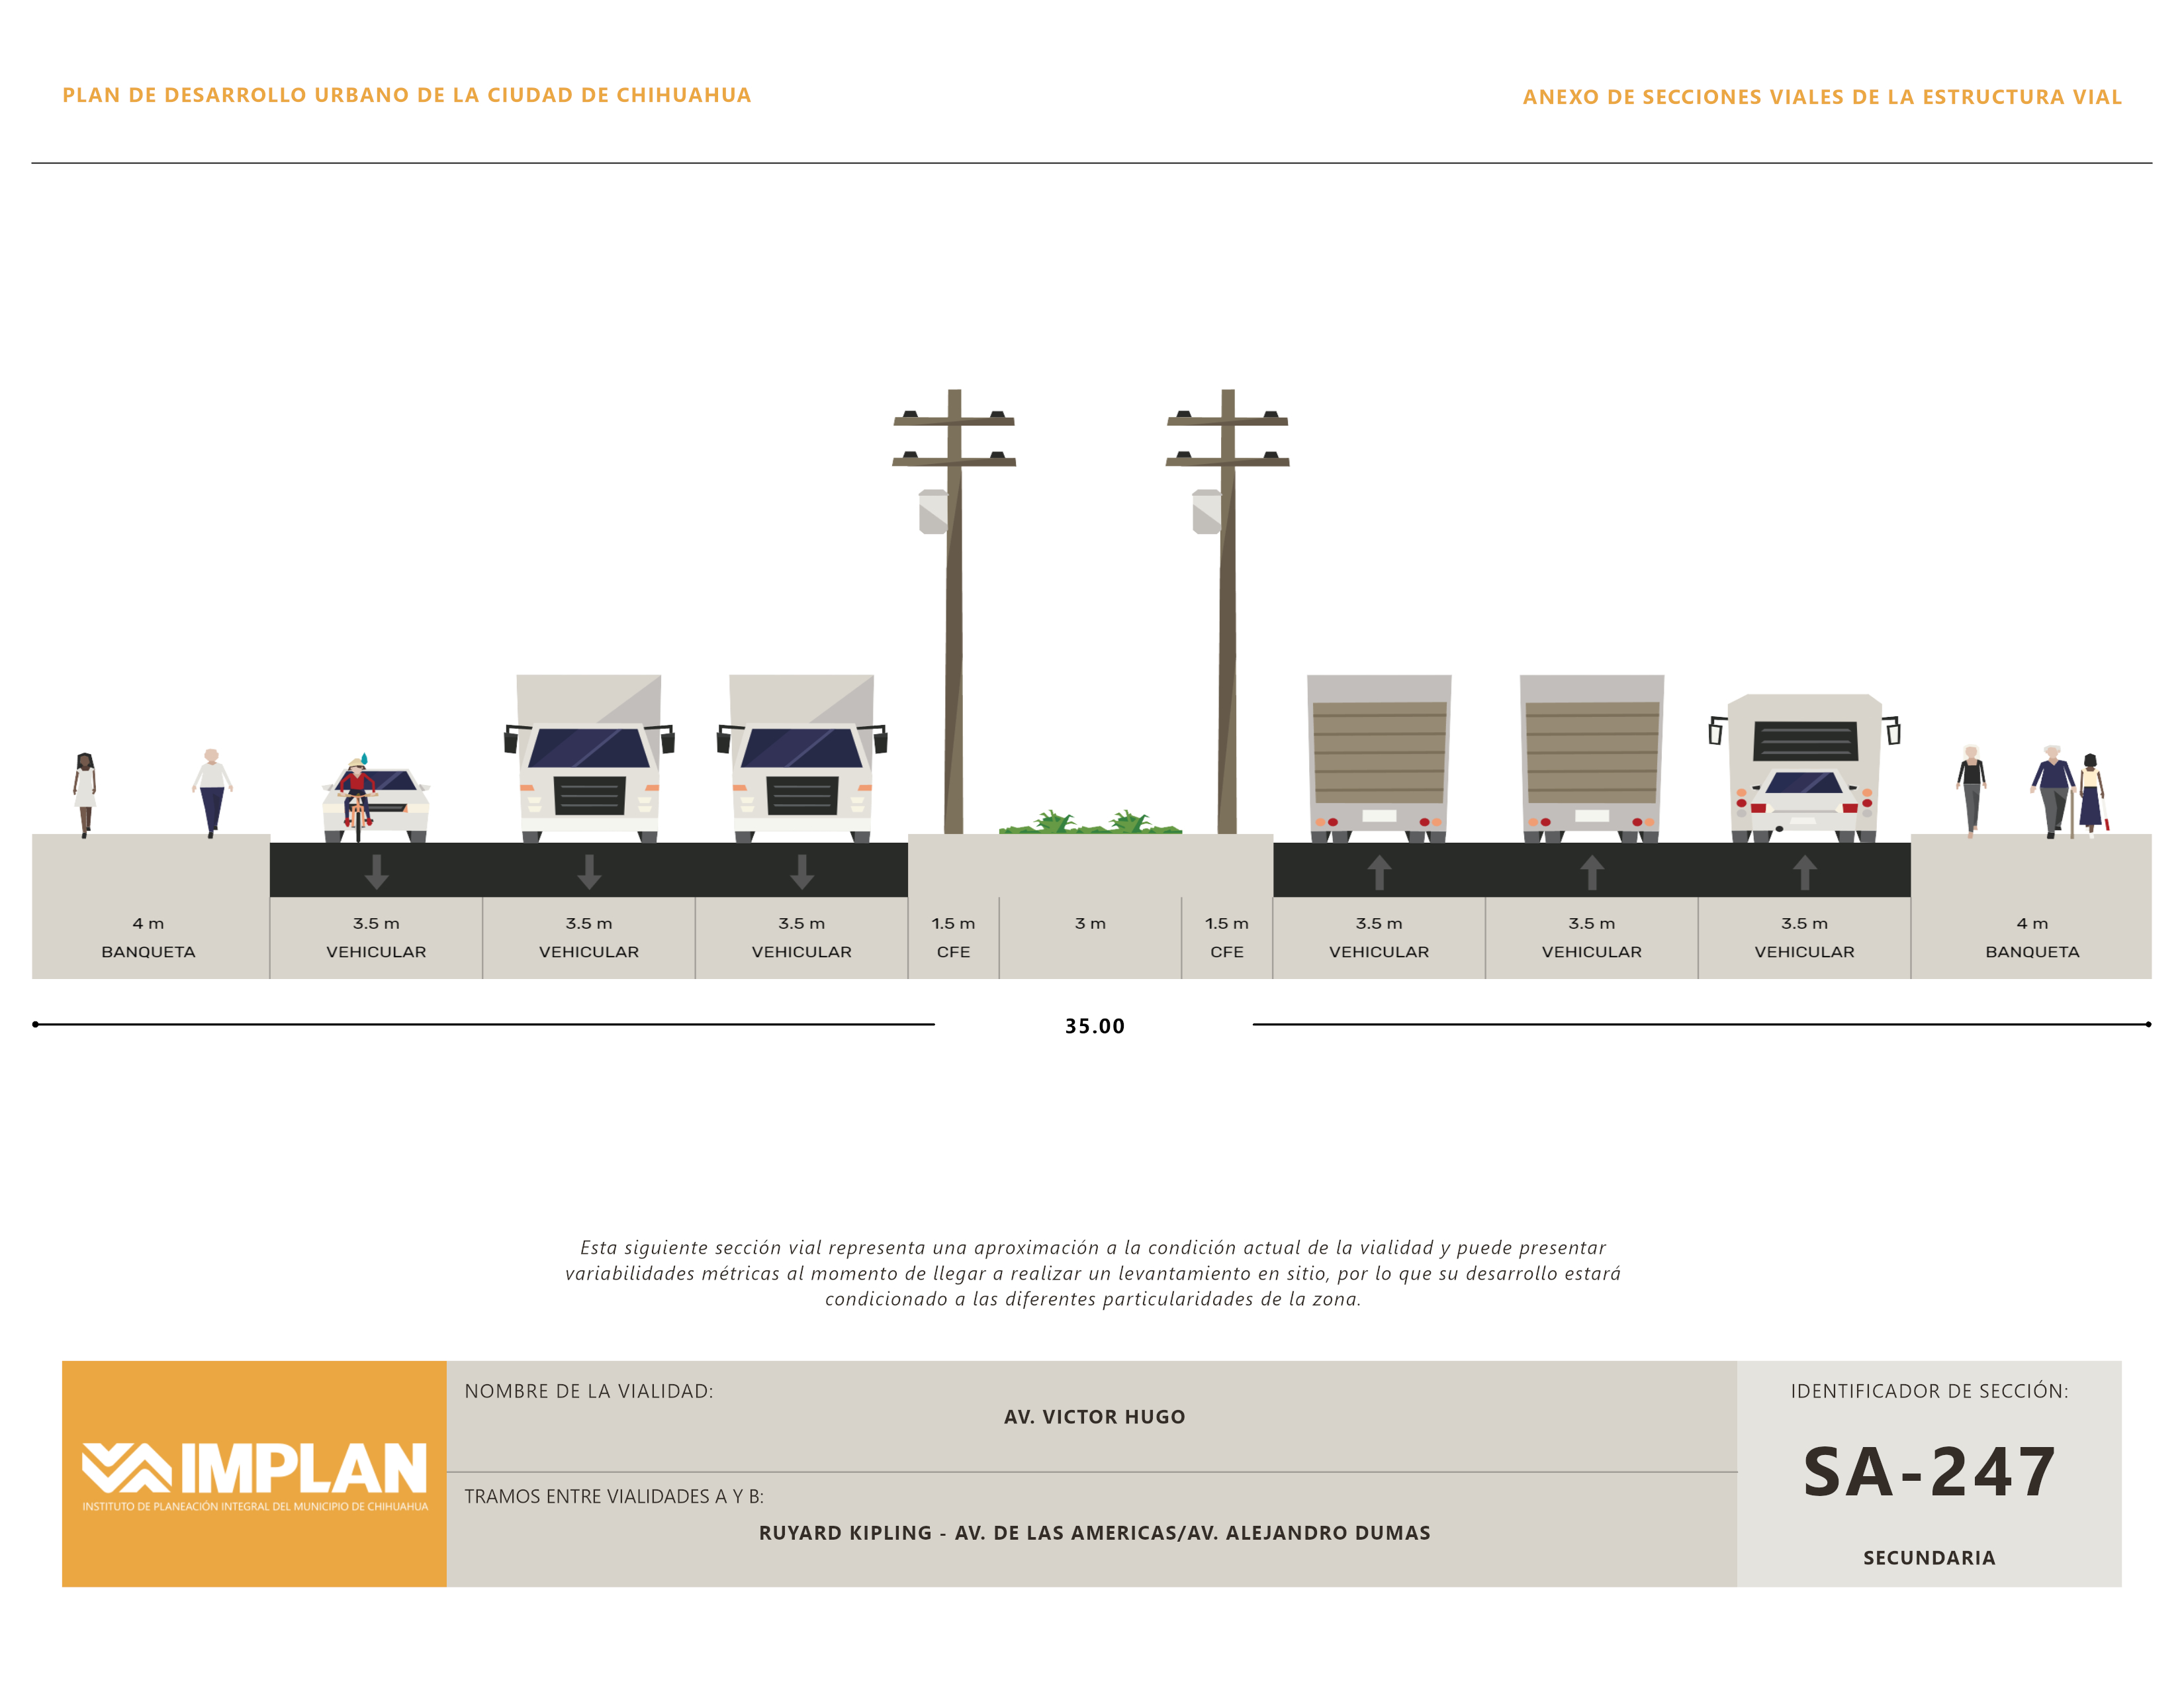 PLAN DE DESARROLLO URBANO DE LA CIUDAD DE CHIHUAHUA
ANEXO DE SECCIONES VIALES DE LA ESTRUCTURA VIAL
4 m
BANQUETA
3.5 m
VEHICULAR
3.5 m
VEHICULAR
3.5 m
VEHICULAR
1.5 m
CFE
3 m
1.5 m
CFE
3.5 m
VEHICULAR
3.5 m
VEHICULAR
3.5 m
VEHICULAR
4 m
BANQUETA
35.00
Esta siguiente sección vial representa una aproximación a la condición actual de la vialidad y puede presentar
variabilidades métricas al momento de llegar a realizar un levantamiento en sitio, por lo que su desarrollo estará
condicionado a las diferentes particularidades de la zona.
IMPLAN
INSTITUTO DE PLANEACIÓN INTEGRAL DEL MUNICIPIO DE CHIHUAHUA
NOMBRE DE LA VIALIDAD:
AV. VICTOR HUGO
TRAMOS ENTRE VIALIDADES A Y B:
RUYARD KIPLING - AV. DE LAS AMERICAS/AV. ALEJANDRO DUMAS
IDENTIFICADOR DE SECCIÓN:
SA-247
SECUNDARIA